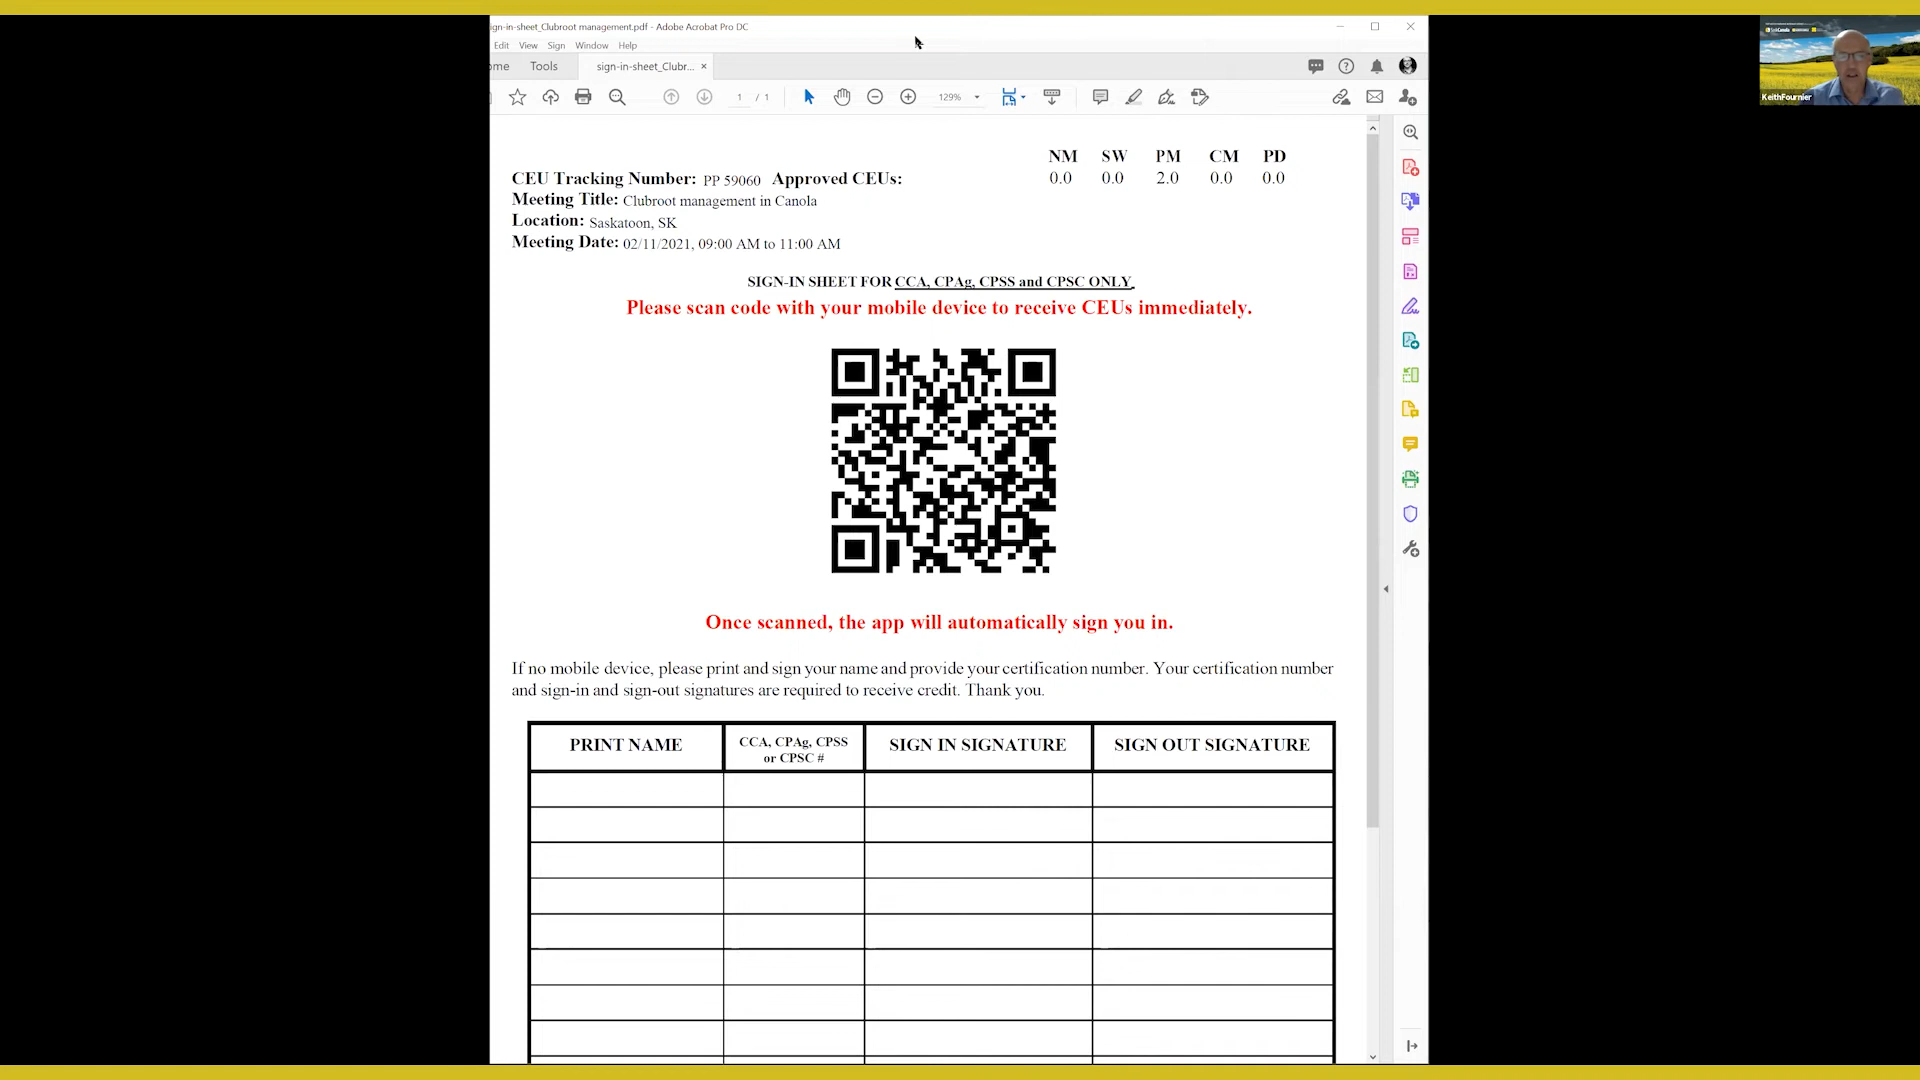 ign-in-sheet_Clubroot management.pdf - Adobe Acrobat Pro DC
Edit View Sign Window Help
ome Tools sign-in-sheet_Clubr... ×
1 / 1 129%
KeithFournier
NM SW PM CM PD
CEU Tracking Number: PP 59060 Approved CEUs: 0.0 0.0 2.0 0.0 0.0
Meeting Title: Clubroot management in Canola
Location: Saskatoon, SK
Meeting Date: 02/11/2021, 09:00 AM to 11:00 AM
SIGN-IN SHEET FOR CCA, CPAg, CPSS and CPSC ONLY
Please scan code with your mobile device to receive CEUs immediately.
Once scanned, the app will automatically sign you in.
If no mobile device, please print and sign your name and provide your certification number. Your certification number
and sign-in and sign-out signatures are required to receive credit. Thank you.
PRINT NAME CCA, CPAg, CPSS or CPSC # SIGN IN SIGNATURE SIGN OUT SIGNATURE